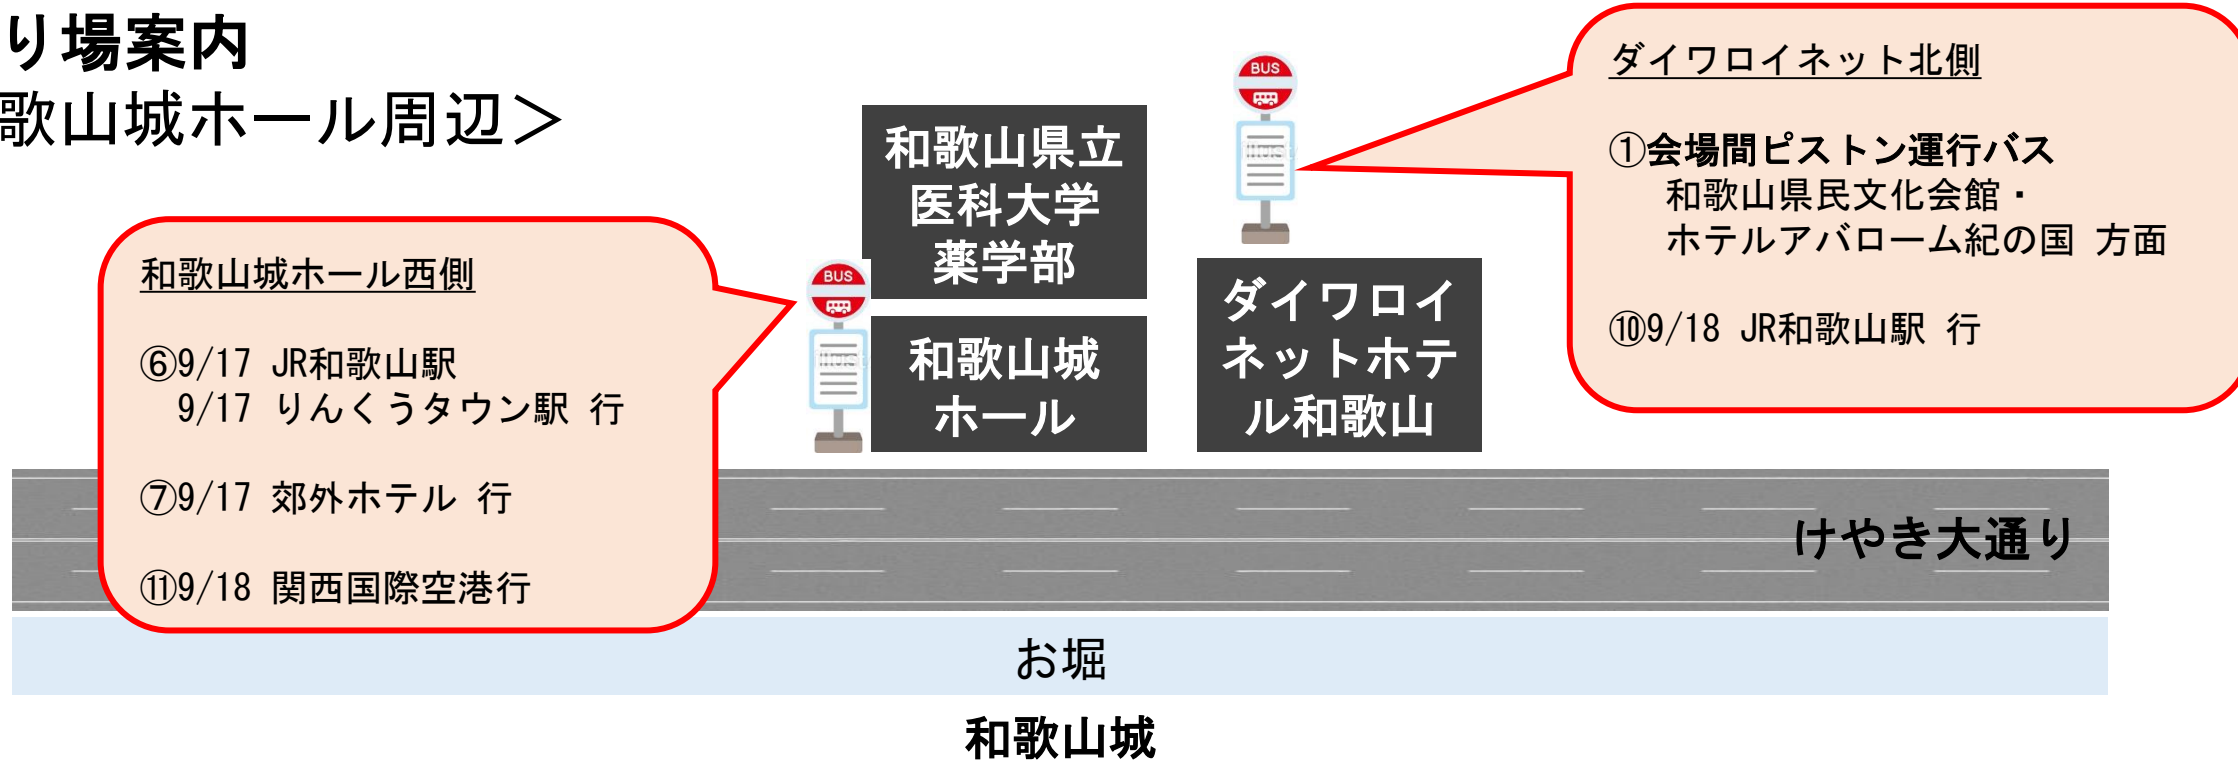 り場案内
歌山城ホール周辺＞
BUS
ダイワロイネット北側
①会場間ピストン運行バス
和歌山県民文化会館・
ホテルアバローム紀の国 方面
⑩9/18 JR和歌山駅 行
和歌山県立
医科大学
薬学部
BUS
和歌山城ホール西側
⑥9/17 JR和歌山駅
9/17 りんくうタウン駅 行
⑦9/17 郊外ホテル 行
⑪9/18 関西国際空港行
和歌山城
ホール
ダイワロイ
ネットホテ
ル和歌山
けやき大通り
お堀
和歌山城